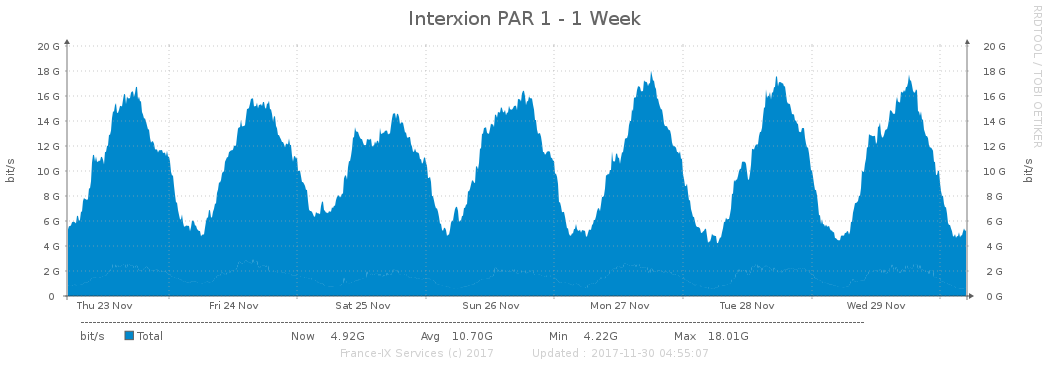 Interxion PAR 1 - 1 Week
RRDTOOL / TOBI OETIKER
20 G 20 G
18 G 18 G
16 G 16 G
14 G 14 G
12 G 12 G
10 G 10 G
8 G 8 G
6 G 6 G
4 G 4 G
2 G 2 G
0 0 G
bit/s bit/s
Thu 23 Nov Fri 24 Nov Sat 25 Nov Sun 26 Nov Mon 27 Nov Tue 28 Nov Wed 29 Nov
bit/s Total Now 4.92G Avg 10.70G Min 4.22G Max 18.01G
France-IX Services (c) 2017 Updated : 2017-11-30 04:55:07